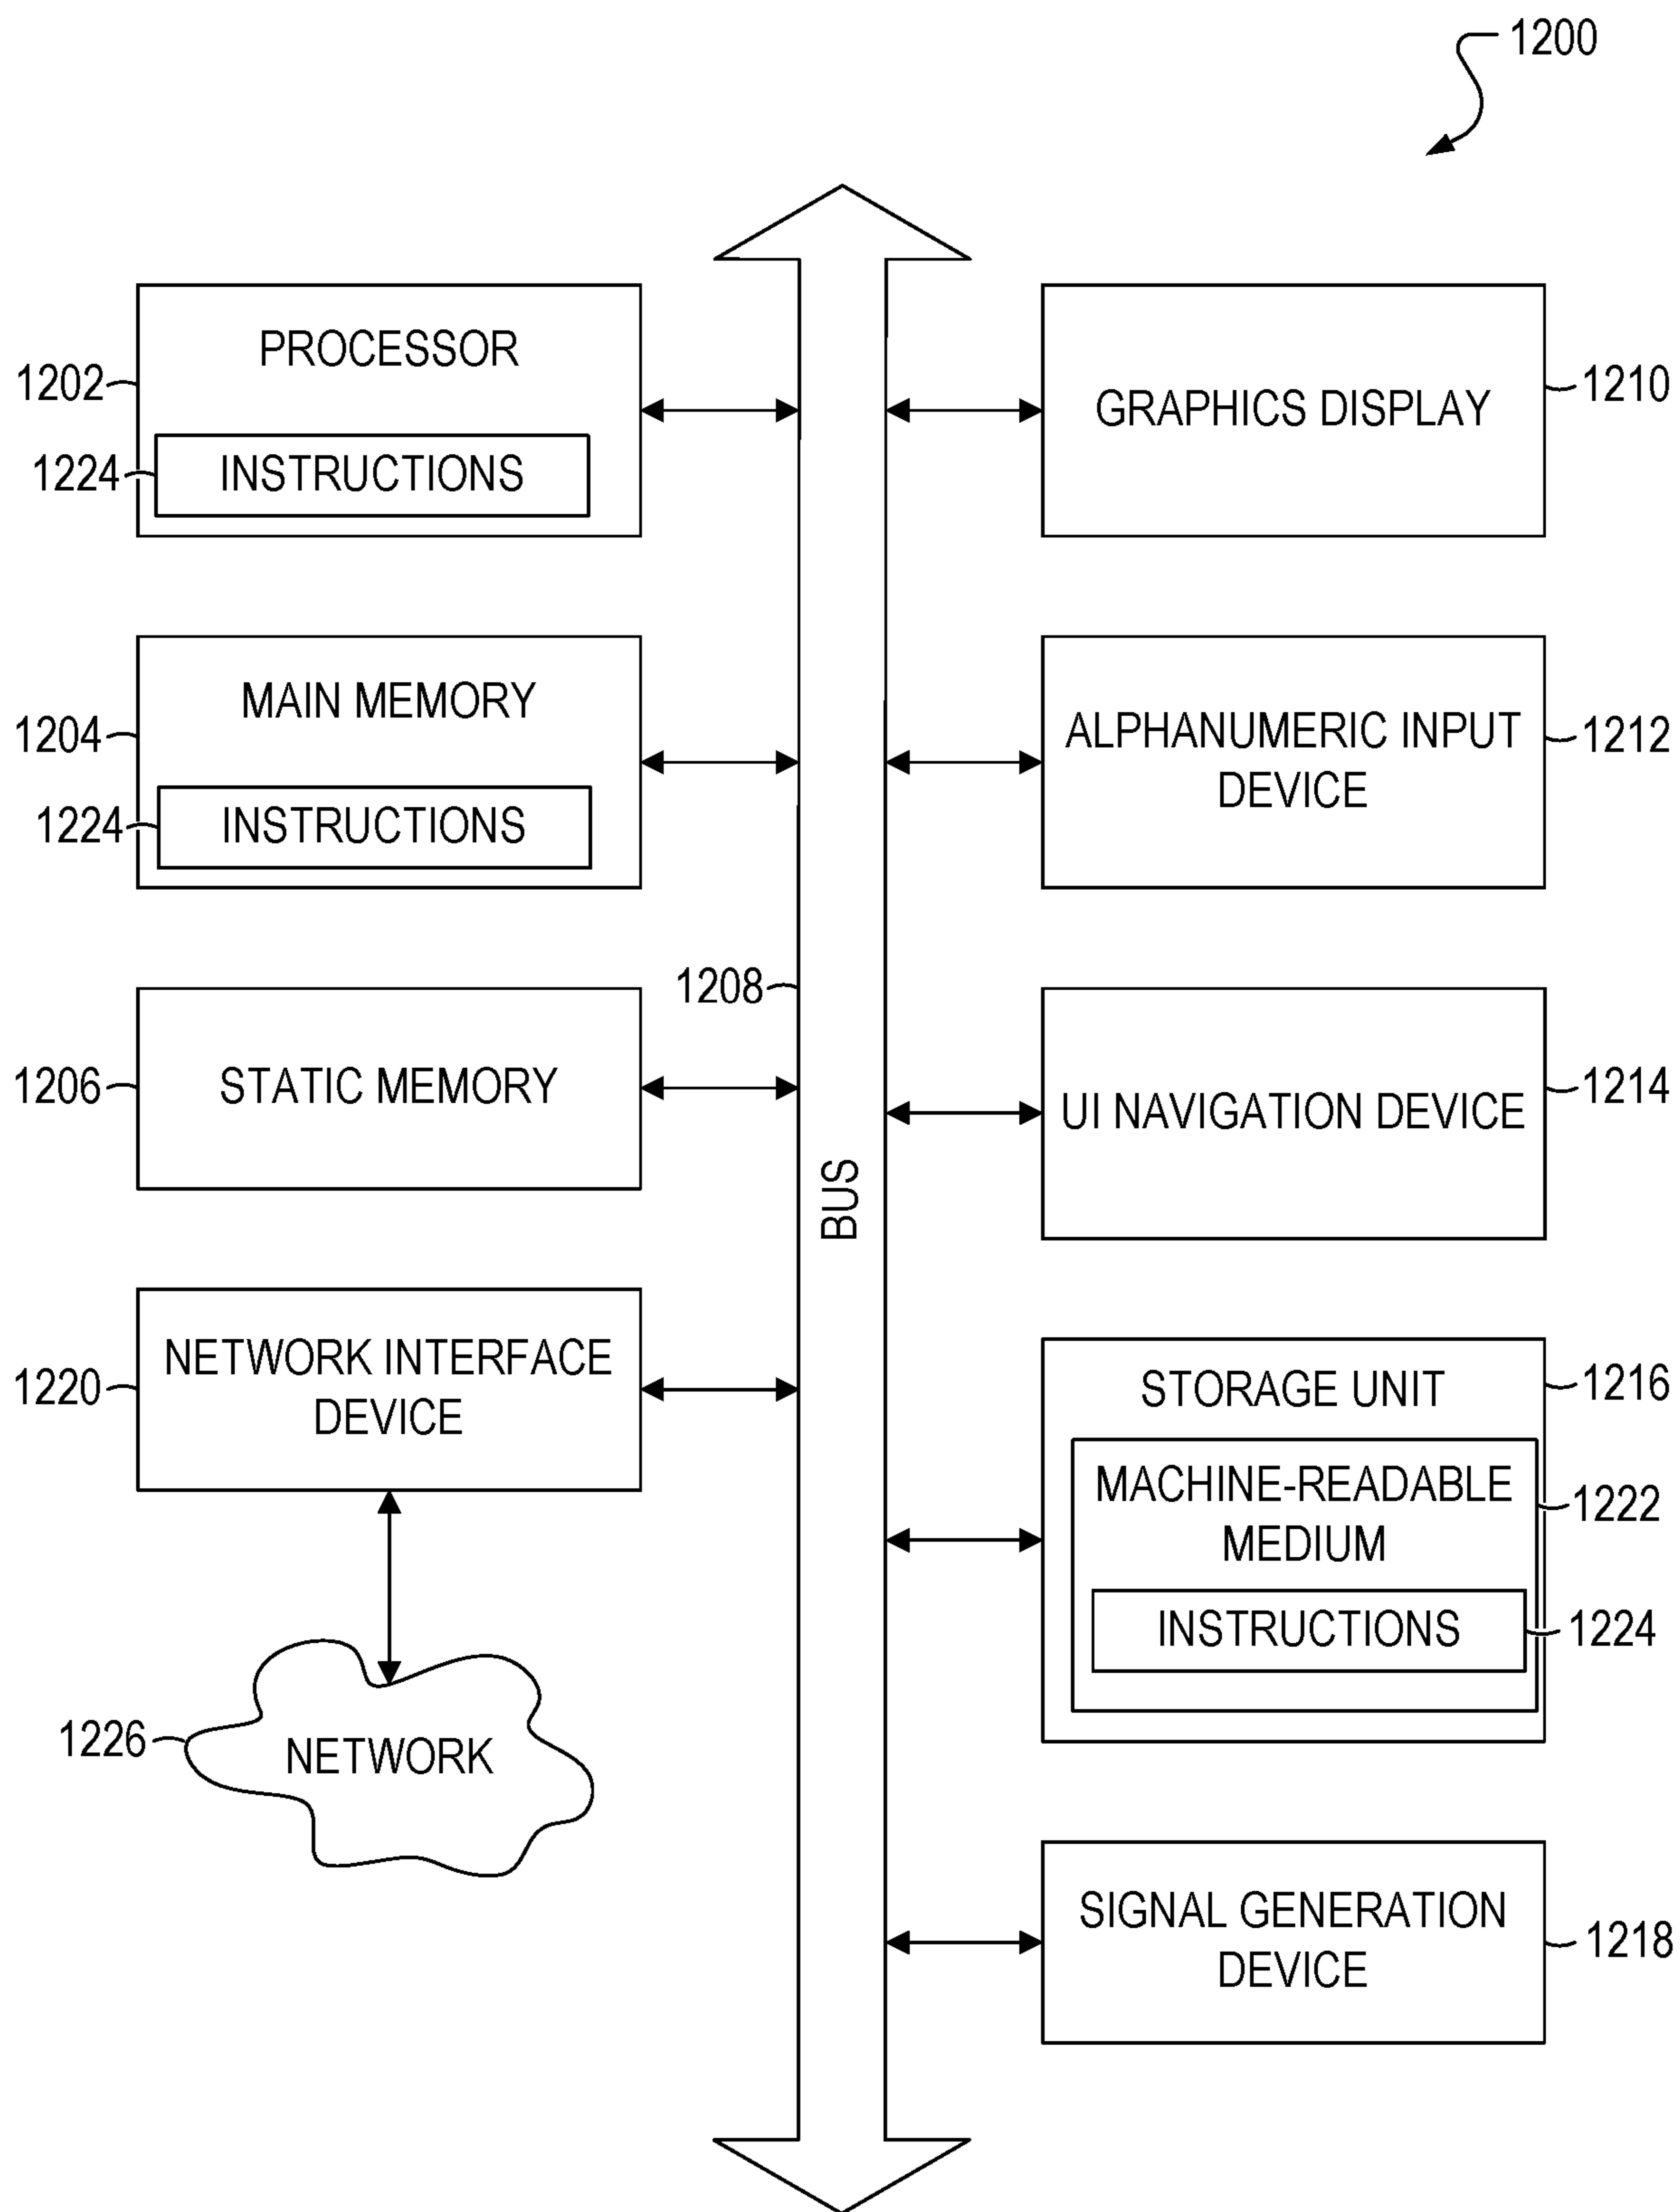 1200
PROCESSOR
1202
1224
INSTRUCTIONS
MAIN MEMORY
1204
1224
INSTRUCTIONS
1208
1206
STATIC MEMORY
BUS
1220
NETWORK INTERFACE
DEVICE
1226
NETWORK
GRAPHICS DISPLAY
1210
ALPHANUMERIC INPUT
DEVICE
1212
UI NAVIGATION DEVICE
1214
STORAGE UNIT
1216
MACHINE-READABLE
MEDIUM
1222
INSTRUCTIONS
1224
SIGNAL GENERATION
DEVICE
1218